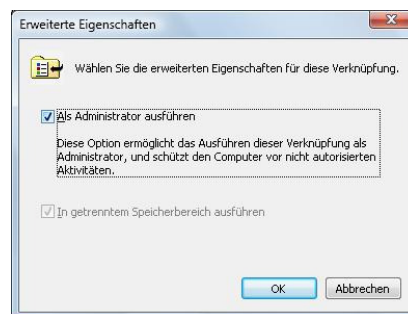 Erweiterte Eigenschaften
Wählen Sie die erweiterten Eigenschaften für diese Verknüpfung.
Als Administrator ausführen
Diese Option ermöglicht das Ausführen dieser Verknüpfung als
Administrator, und schützt den Computer vor nicht autorisierten
Aktivitäten.
In getrenntem Speicherbereich ausführen
OK Abbrechen